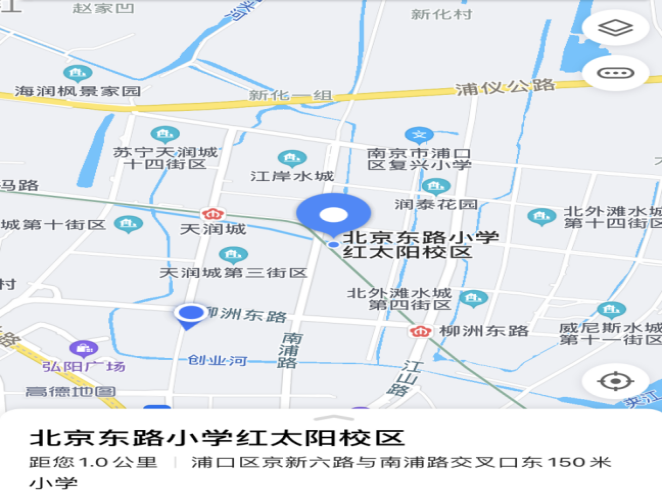 江
赵家凹
新化村
海润枫景家园
新化一组
浦仪公路
苏宁天润城
十四街区
南京市浦口
区复兴小学
江岸水城
马路
润泰花园
城第十街区
天润城
北外滩水城
第十四街区
北京东路小学
红太阳校区
天润城第三街区
村
北外滩水城
第四街区
柳洲东路
柳洲东路
威尼斯水城
第十一街区
南浦路
创业河
弘阳广场
江山路
夹江
高德地图
北京东路小学红太阳校区
距您1.0公里 | 浦口区京新六路与南浦路交叉口东150米
小学